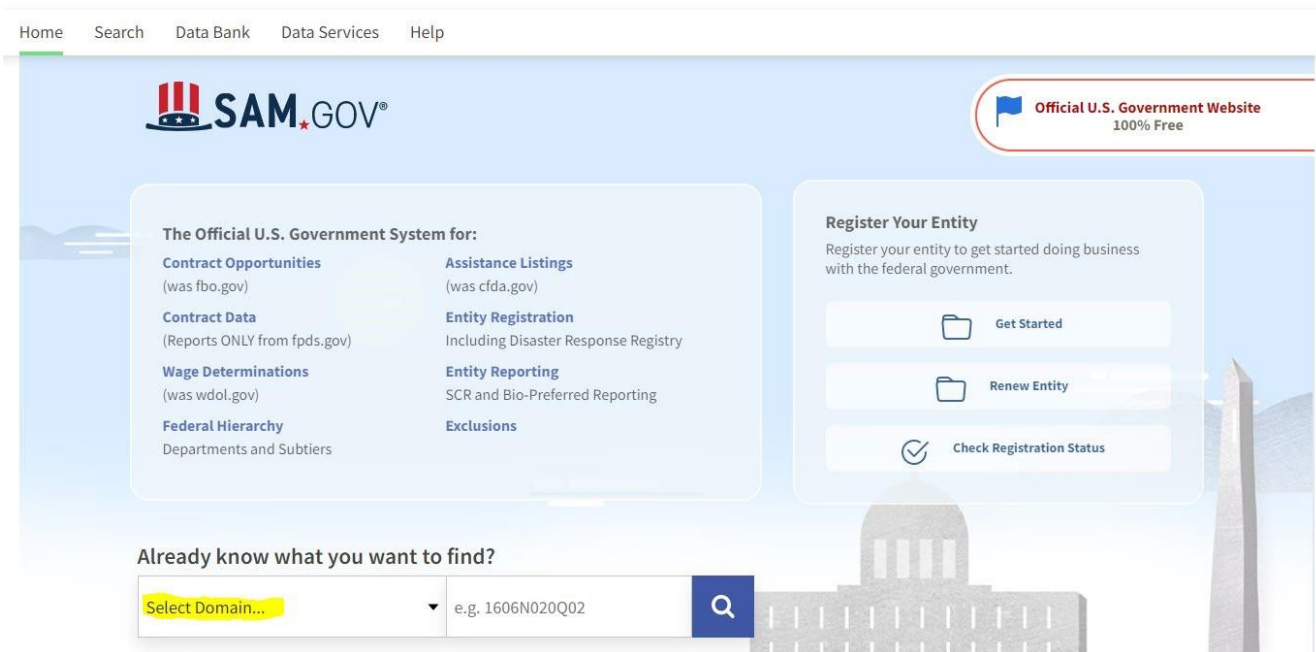 Home Search Data Bank Data Services Help
SAM.GOV®
Official U.S. Government Website
100% Free
The Official U.S. Government System for:
Contract Opportunities
(was fbo.gov)
Contract Data
(Reports ONLY from fpds.gov)
Wage Determinations
(was wdol.gov)
Federal Hierarchy
Departments and Subtiers
Assistance Listings
(was cfda.gov)
Entity Registration
Including Disaster Response Registry
Entity Reporting
SCR and Bio-Preferred Reporting
Exclusions
Register Your Entity
Register your entity to get started doing business
with the federal government.
Get Started
Renew Entity
Check Registration Status
Already know what you want to find?
Select Domain... e.g. 1606N020Q02